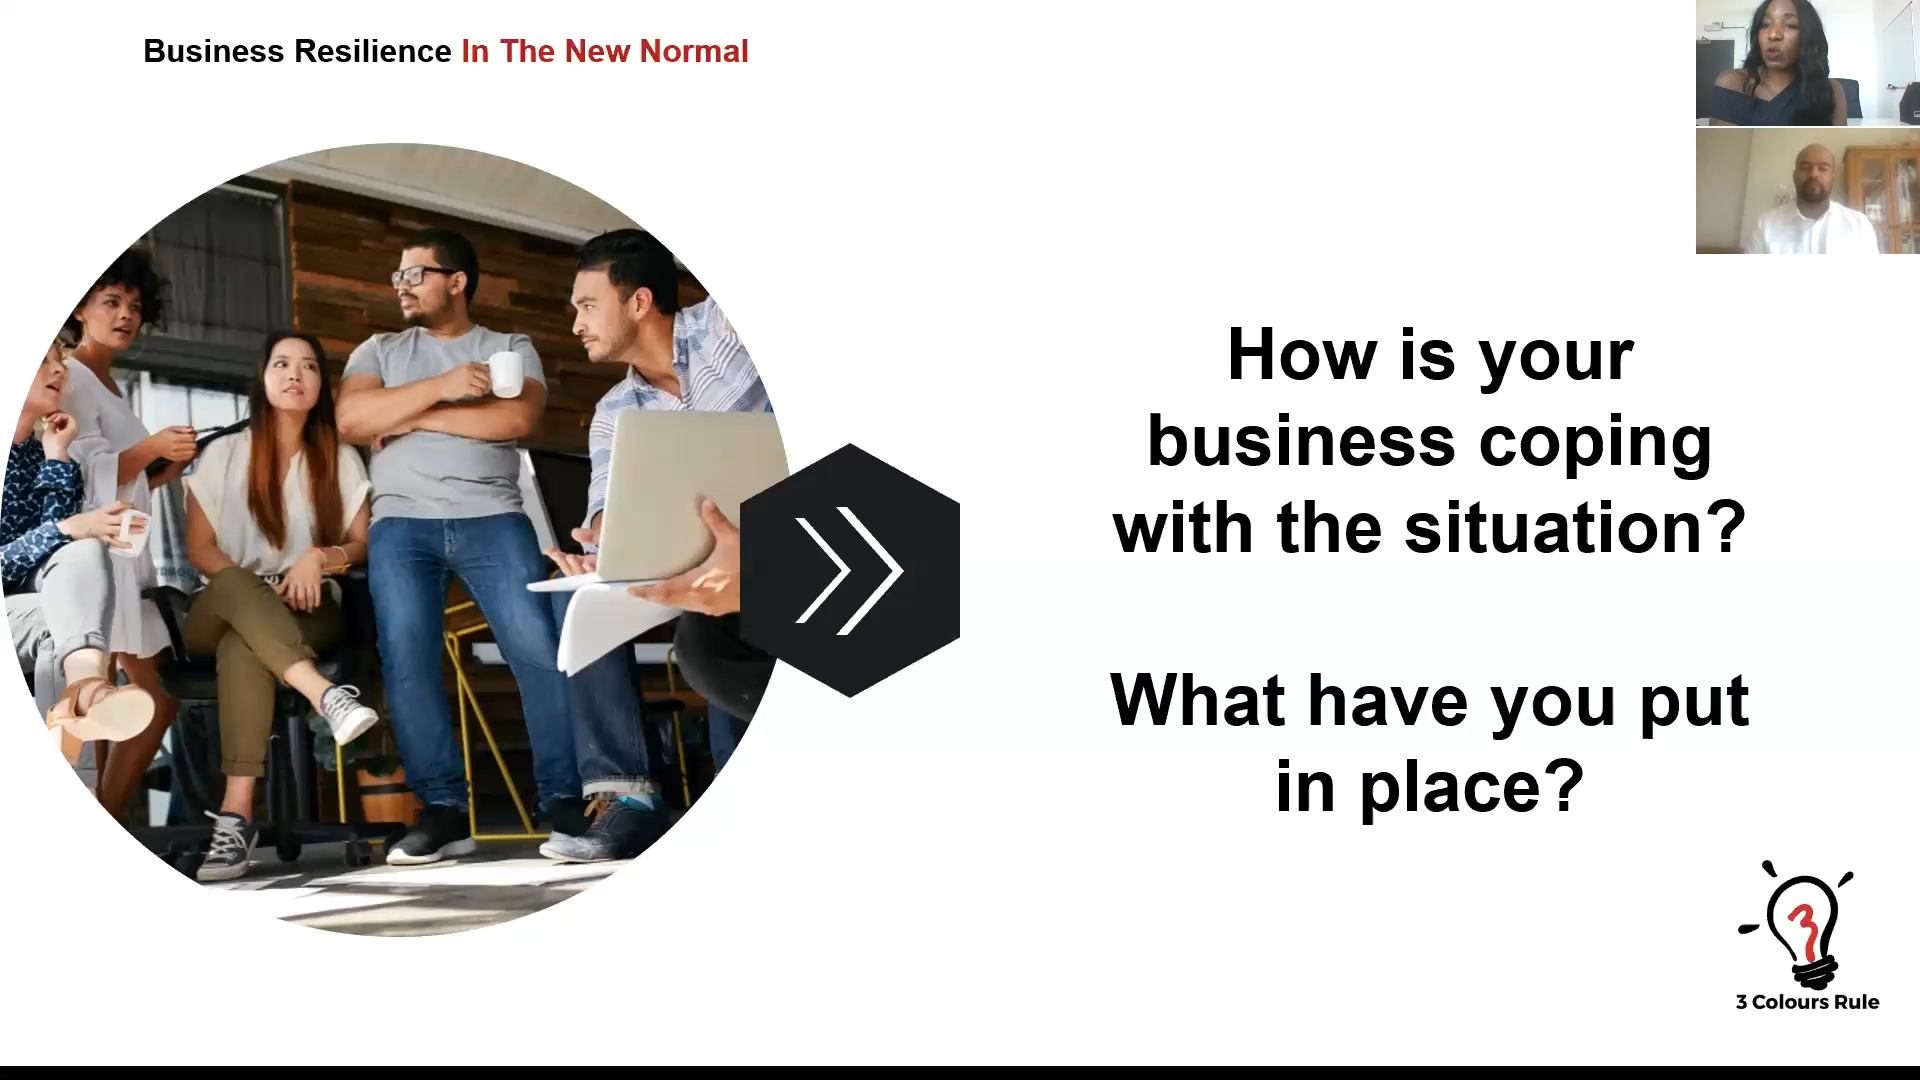 Business Resilience In The New Normal
How is your
business coping
with the situation?
What have you put
in place?
3
3 Colours Rule